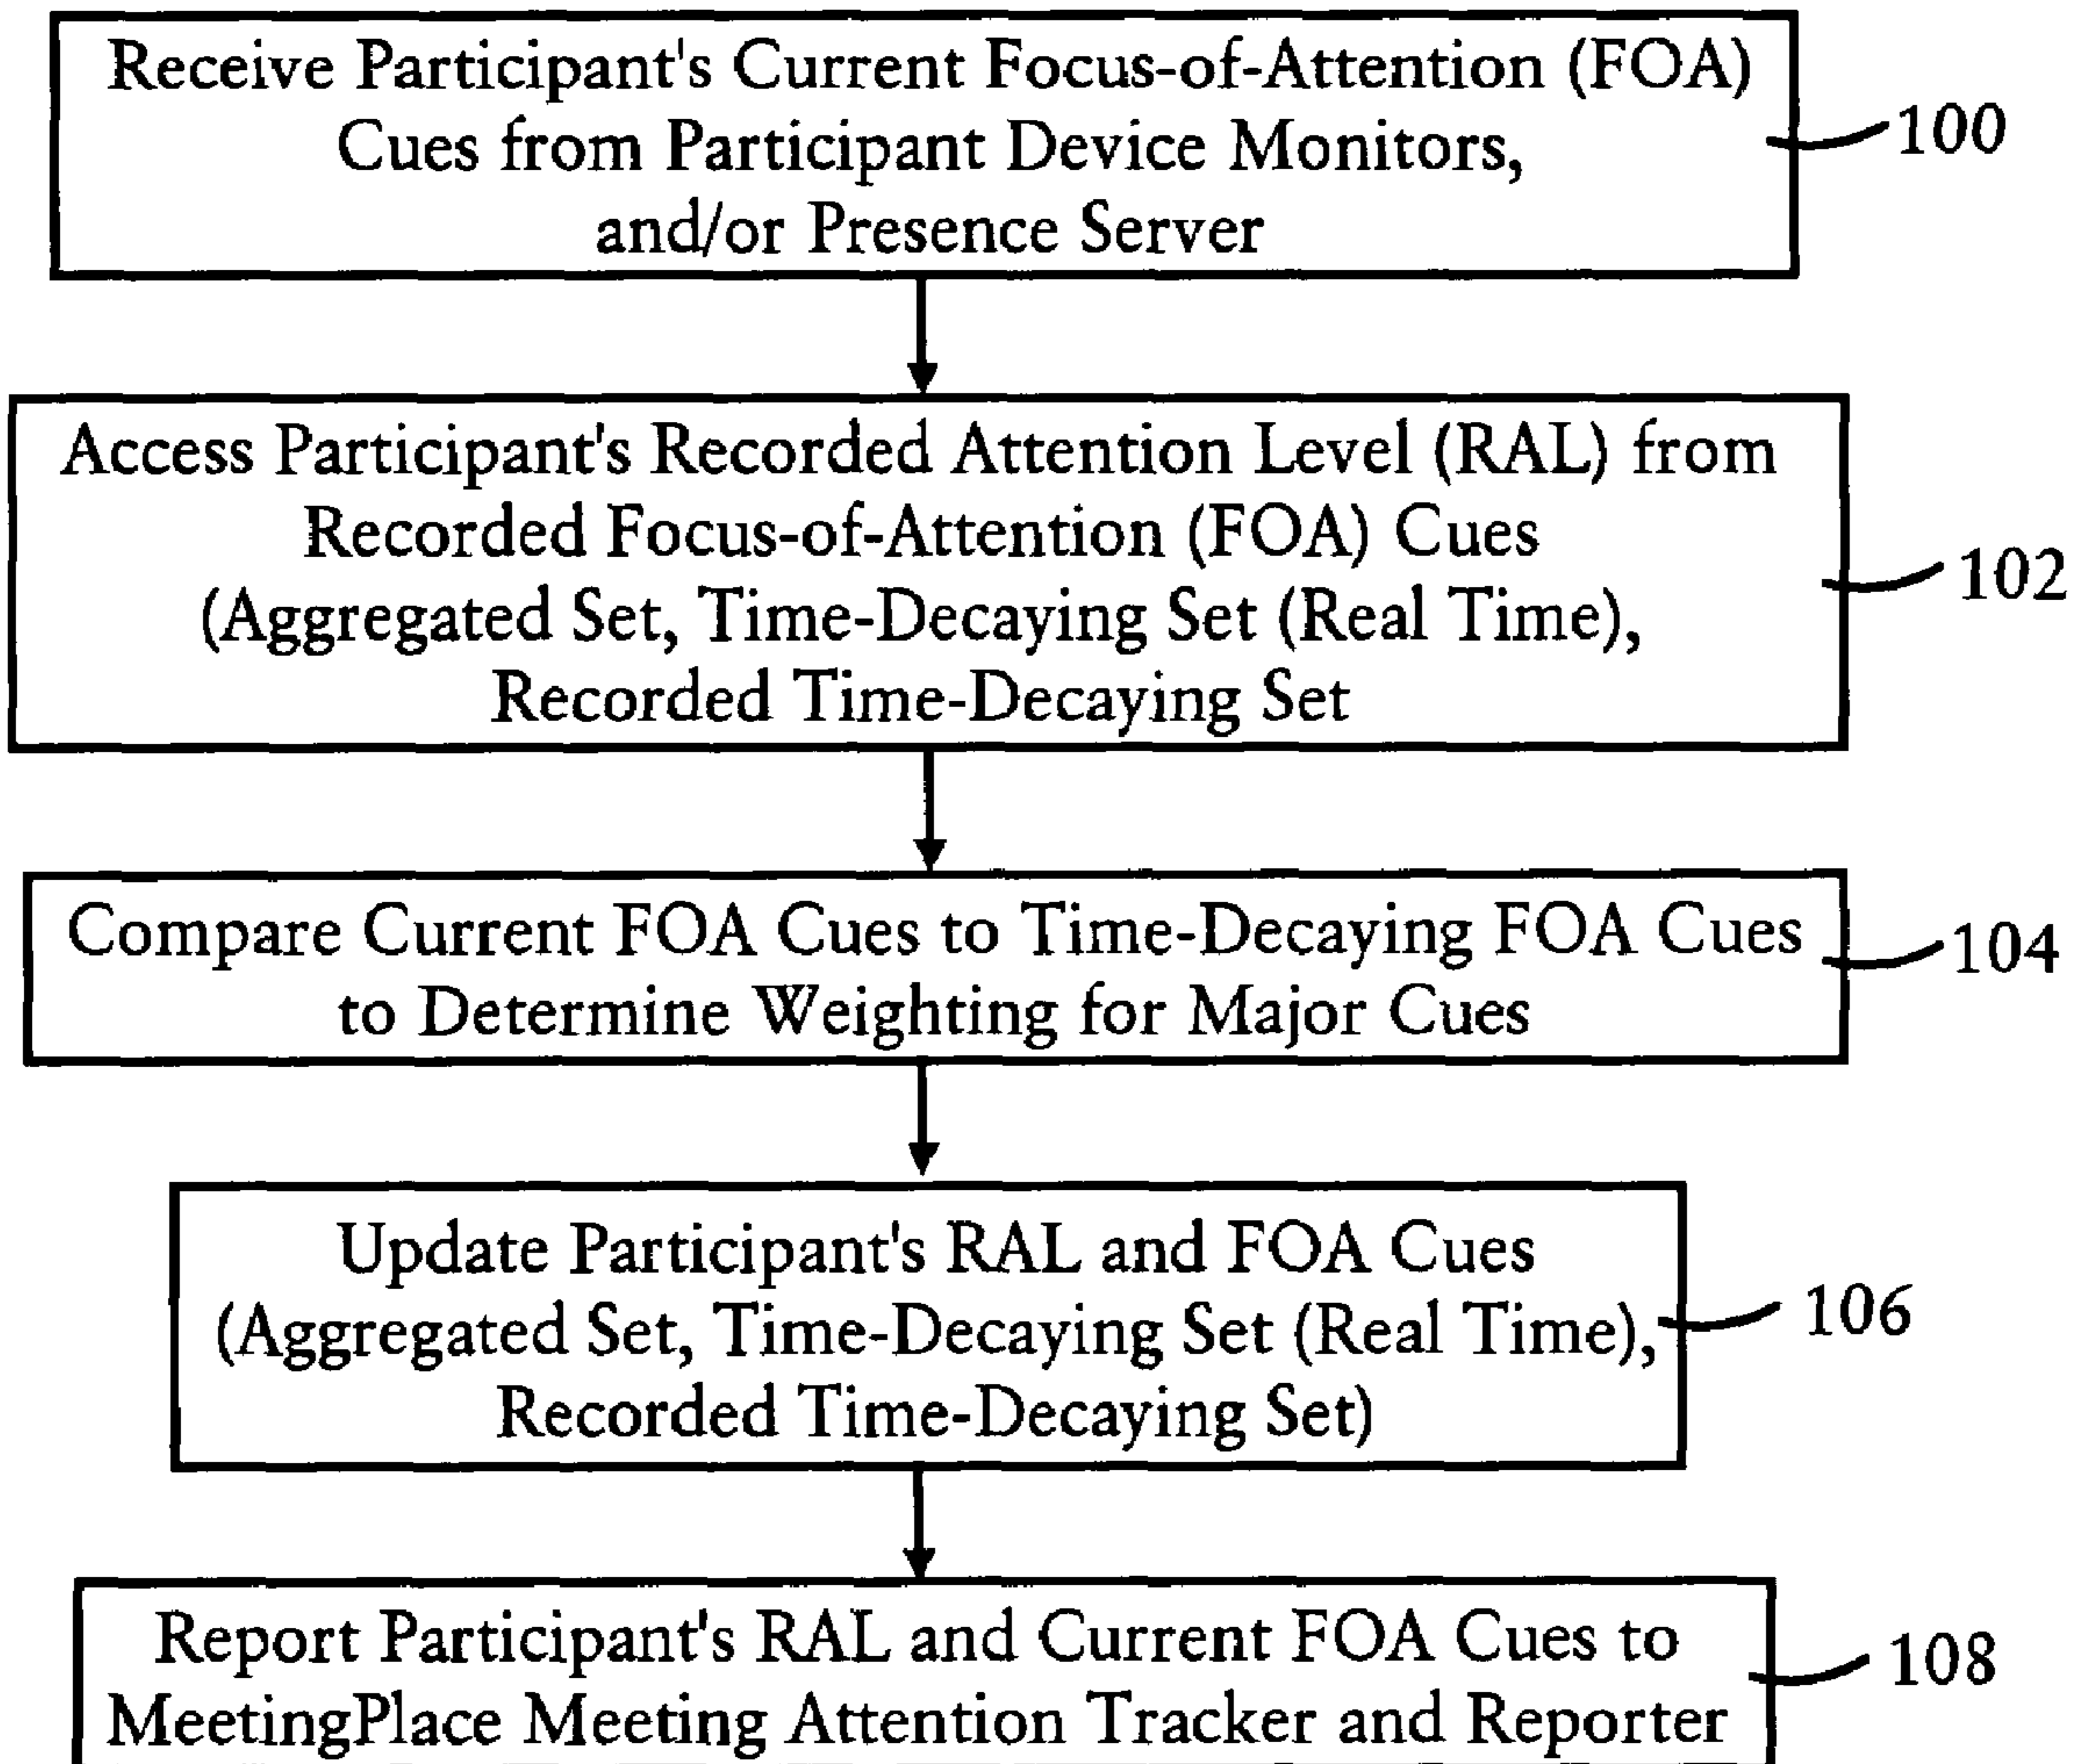 Receive Participant's Current Focus-of-Attention (FOA)
Cues from Participant Device Monitors,
and/or Presence Server
100
Access Participant's Recorded Attention Level (RAL) from
Recorded Focus-of-Attention (FOA) Cues
(Aggregated Set, Time-Decaying Set (Real Time),
Recorded Time-Decaying Set
102
Compare Current FOA Cues to Time-Decaying FOA Cues
to Determine Weighting for Major Cues
104
Update Participant's RAL and FOA Cues
(Aggregated Set, Time-Decaying Set (Real Time),
Recorded Time-Decaying Set)
106
Report Participant's RAL and Current FOA Cues to
MeetingPlace Meeting Attention Tracker and Reporter
108